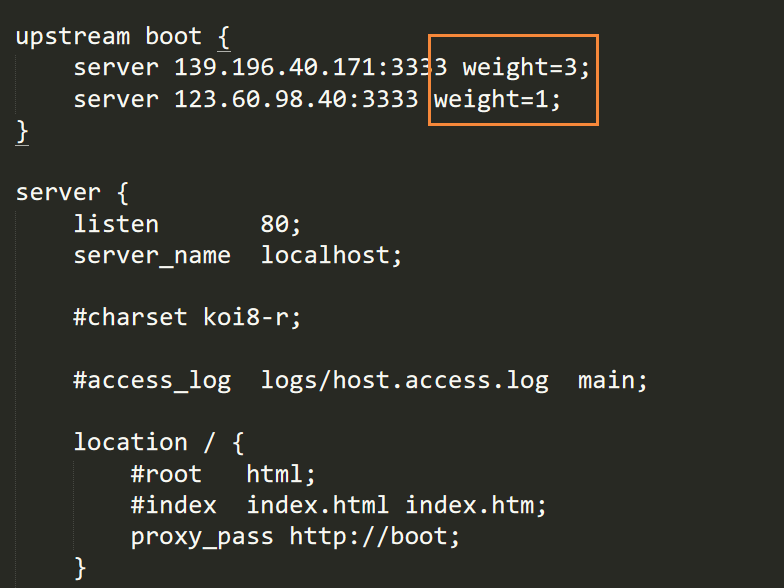 upstream boot {
    server 139.196.40.171:3333 weight=3;
    server 123.60.98.40:3333 weight=1;
}
server {
    listen       80;
    server_name  localhost;
    #charset koi8-r;
    #access_log  logs/host.access.log  main;
    location / {
        #root   html;
        #index  index.html index.htm;
        proxy_pass http://boot;
    }